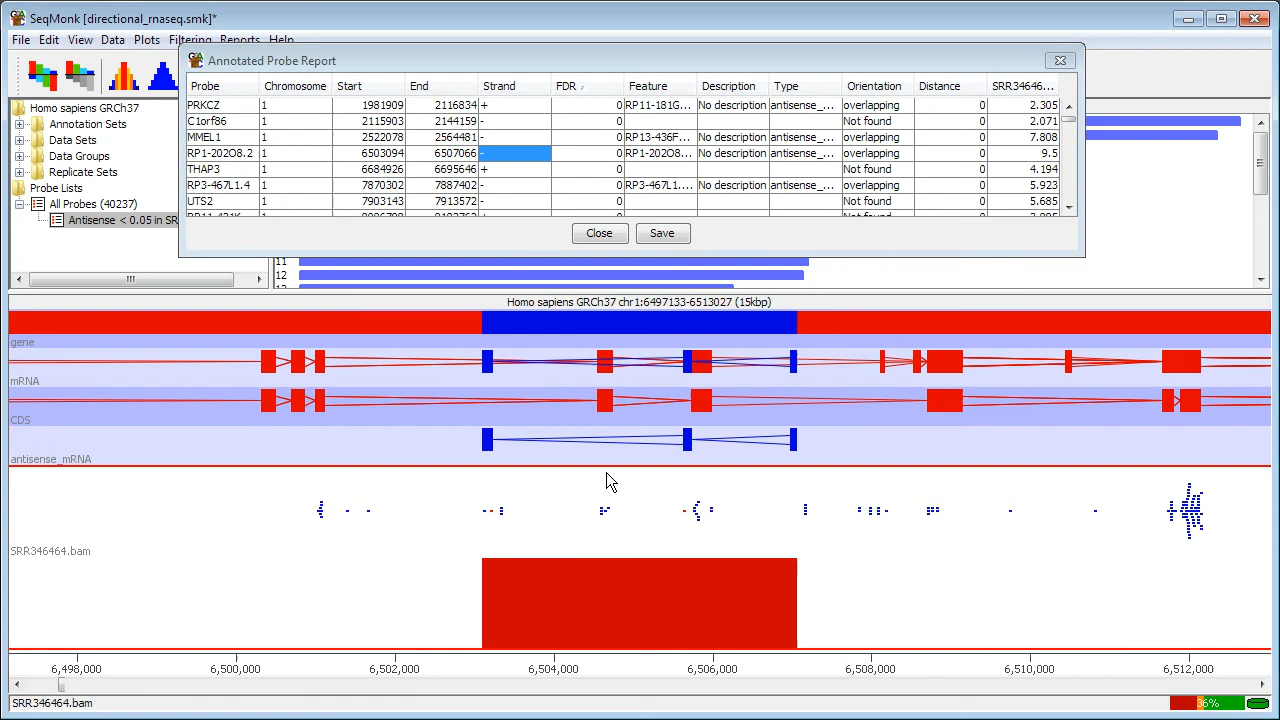 SeqMonk [directional_rnaseq.smk]*
File Edit View Data Plots Filtering Reports Help
Annotated Probe Report
Probe Chromosome Start End Strand FDR Feature Description Type Orientation Distance SRR34646...
PRKCZ 1 1981909 2116834 + 0 RP11-181G... No description antisense_... overlapping 0 2.305
C1orf86 1 2115903 2144159 - 0 Not found 0 2.071
MMEL1 1 2522078 2564481 - 0 RP13-436F... No description antisense_... overlapping 0 7.808
RP1-202O8.2 1 6503094 6507066 - 0 RP1-202O8... No description antisense_... overlapping 0 9.5
THAP3 1 6684926 6695646 + 0 Not found 0 4.194
RP3-467L1.4 1 7870302 7887402 - 0 RP3-467L1.... No description antisense_... overlapping 0 5.923
UTS2 1 7903143 7913572 - 0 Not found 0 5.685
Close Save
Homo sapiens GRCh37
Annotation Sets
Data Sets
Data Groups
Replicate Sets
Probe Lists
All Probes (40237)
Antisense < 0.05 in SR
11
12
Homo sapiens GRCh37 chr1:6497133-6513027 (15kbp)
gene
mRNA
CDS
antisense_mRNA
SRR346464.bam
6,498,000 6,500,000 6,502,000 6,504,000 6,506,000 6,508,000 6,510,000 6,512,000
SRR346464.bam
36%